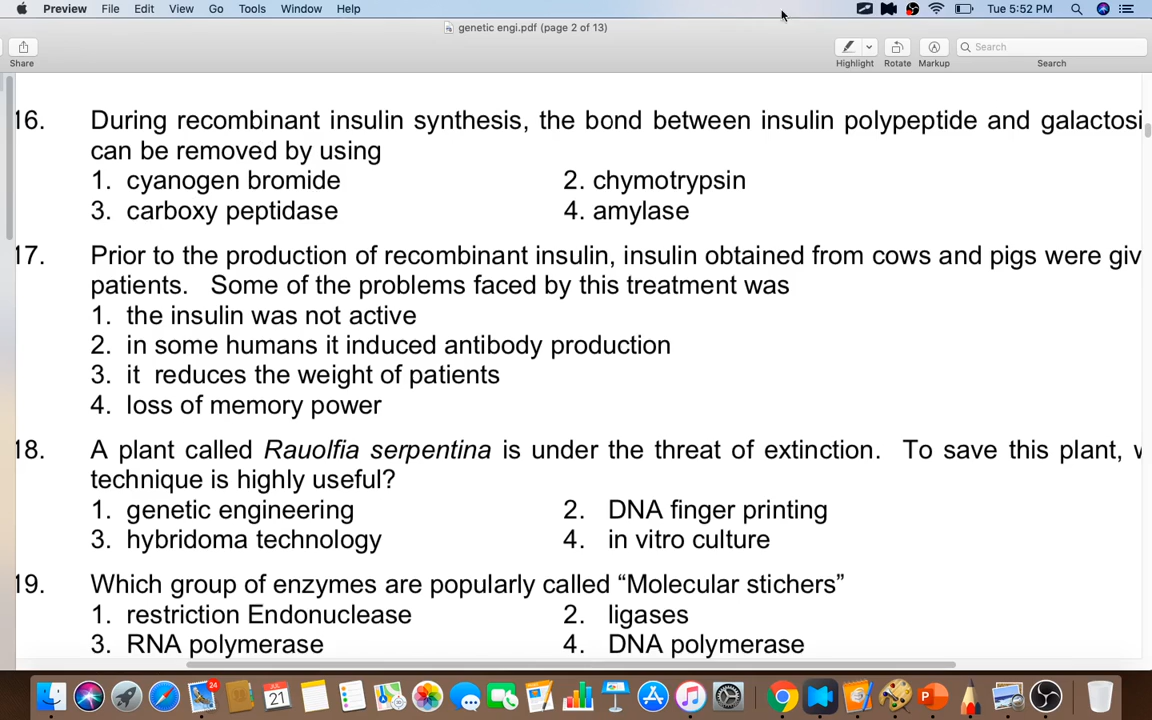 Preview File Edit View Go Tools Window Help Tue 5:52 PM
genetic engi.pdf (page 2 of 13)
Search
Share Highlight Rotate Markup Search
16. During recombinant insulin synthesis, the bond between insulin polypeptide and galactosi
can be removed by using
1. cyanogen bromide 2. chymotrypsin
3. carboxy peptidase 4. amylase
17. Prior to the production of recombinant insulin, insulin obtained from cows and pigs were giv
patients. Some of the problems faced by this treatment was
1. the insulin was not active
2. in some humans it induced antibody production
3. it reduces the weight of patients
4. loss of memory power
18. A plant called Rauolfia serpentina is under the threat of extinction. To save this plant,
technique is highly useful?
1. genetic engineering 2. DNA finger printing
3. hybridoma technology 4. in vitro culture
19. Which group of enzymes are popularly called “Molecular stichers”
1. restriction Endonuclease 2. ligases
3. RNA polymerase 4. DNA polymerase
24
JUL
21